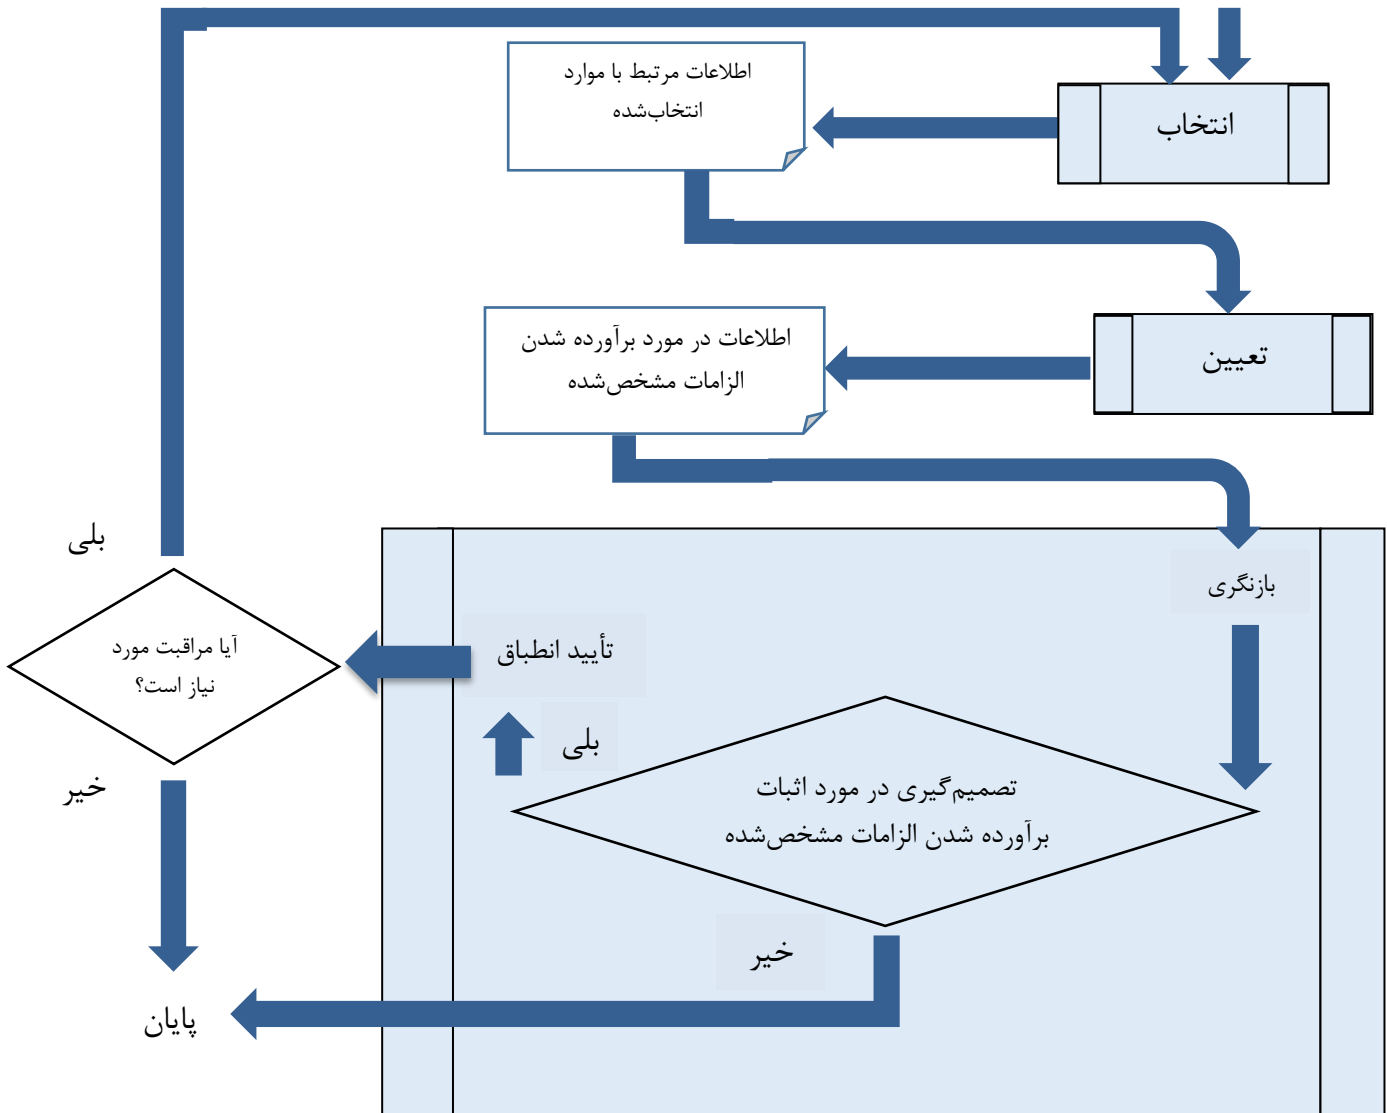 انتخاب
اطلاعات مرتبط با موارد
انتخاب‌شده
تعیین
اطلاعات در مورد برآورده شدن
الزامات مشخص‌شده
بازنگری
تصمیم‌گیری در مورد اثبات
برآورده شدن الزامات مشخص‌شده
بلی
تأیید انطباق
خیر
آیا مراقبت مورد
نیاز است؟
بلی
خیر
پایان